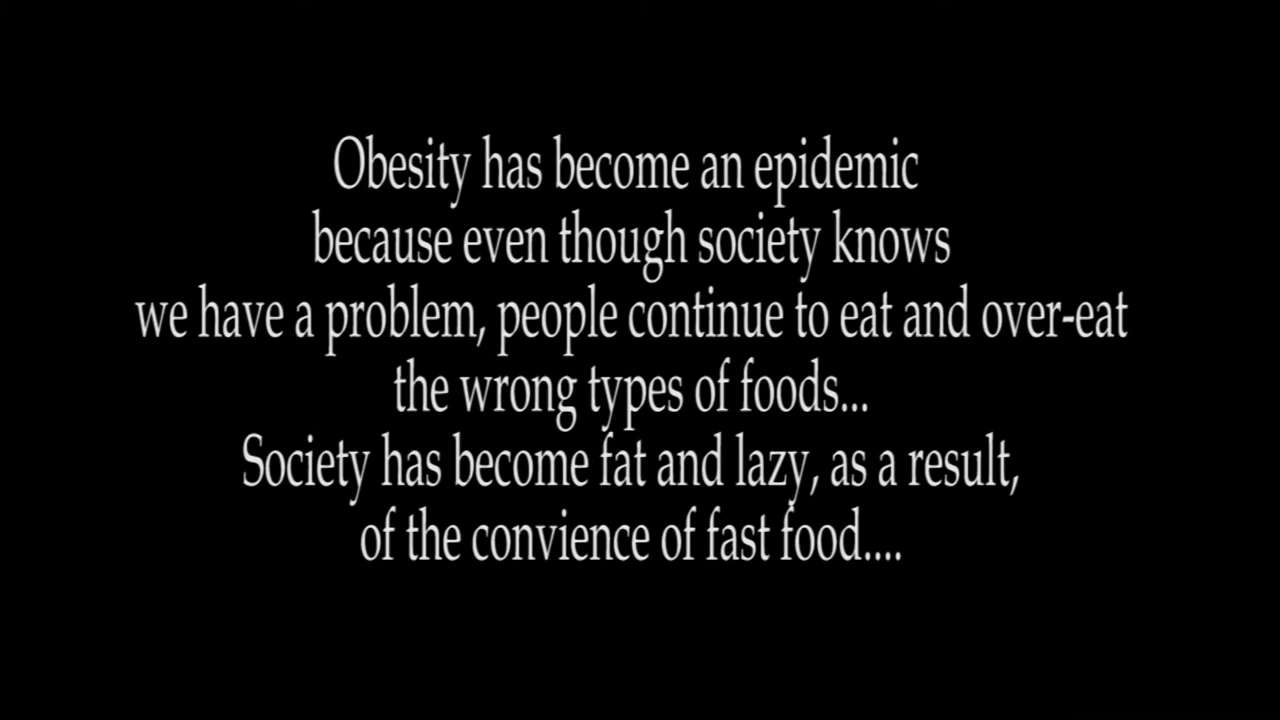 Obesity has become an epidemic
because even though society knows
we have a problem, people continue to eat and over-eat
the wrong types of foods...
Society has become fat and lazy, as a result,
of the convience of fast food....